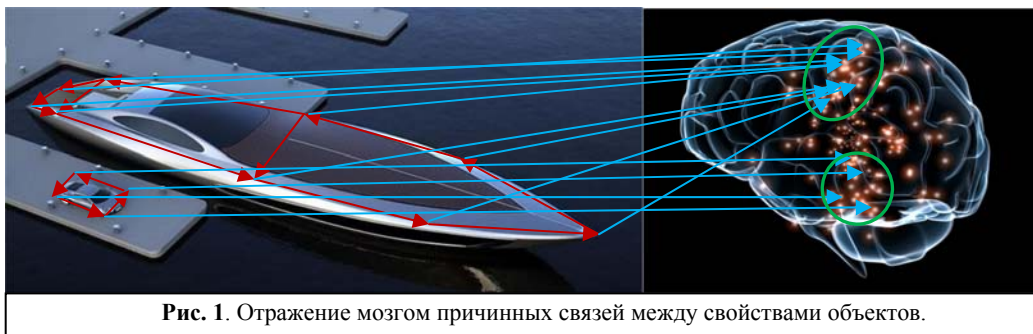 Рис. 1. Отражение мозгом причинных связей между свойствами объектов.